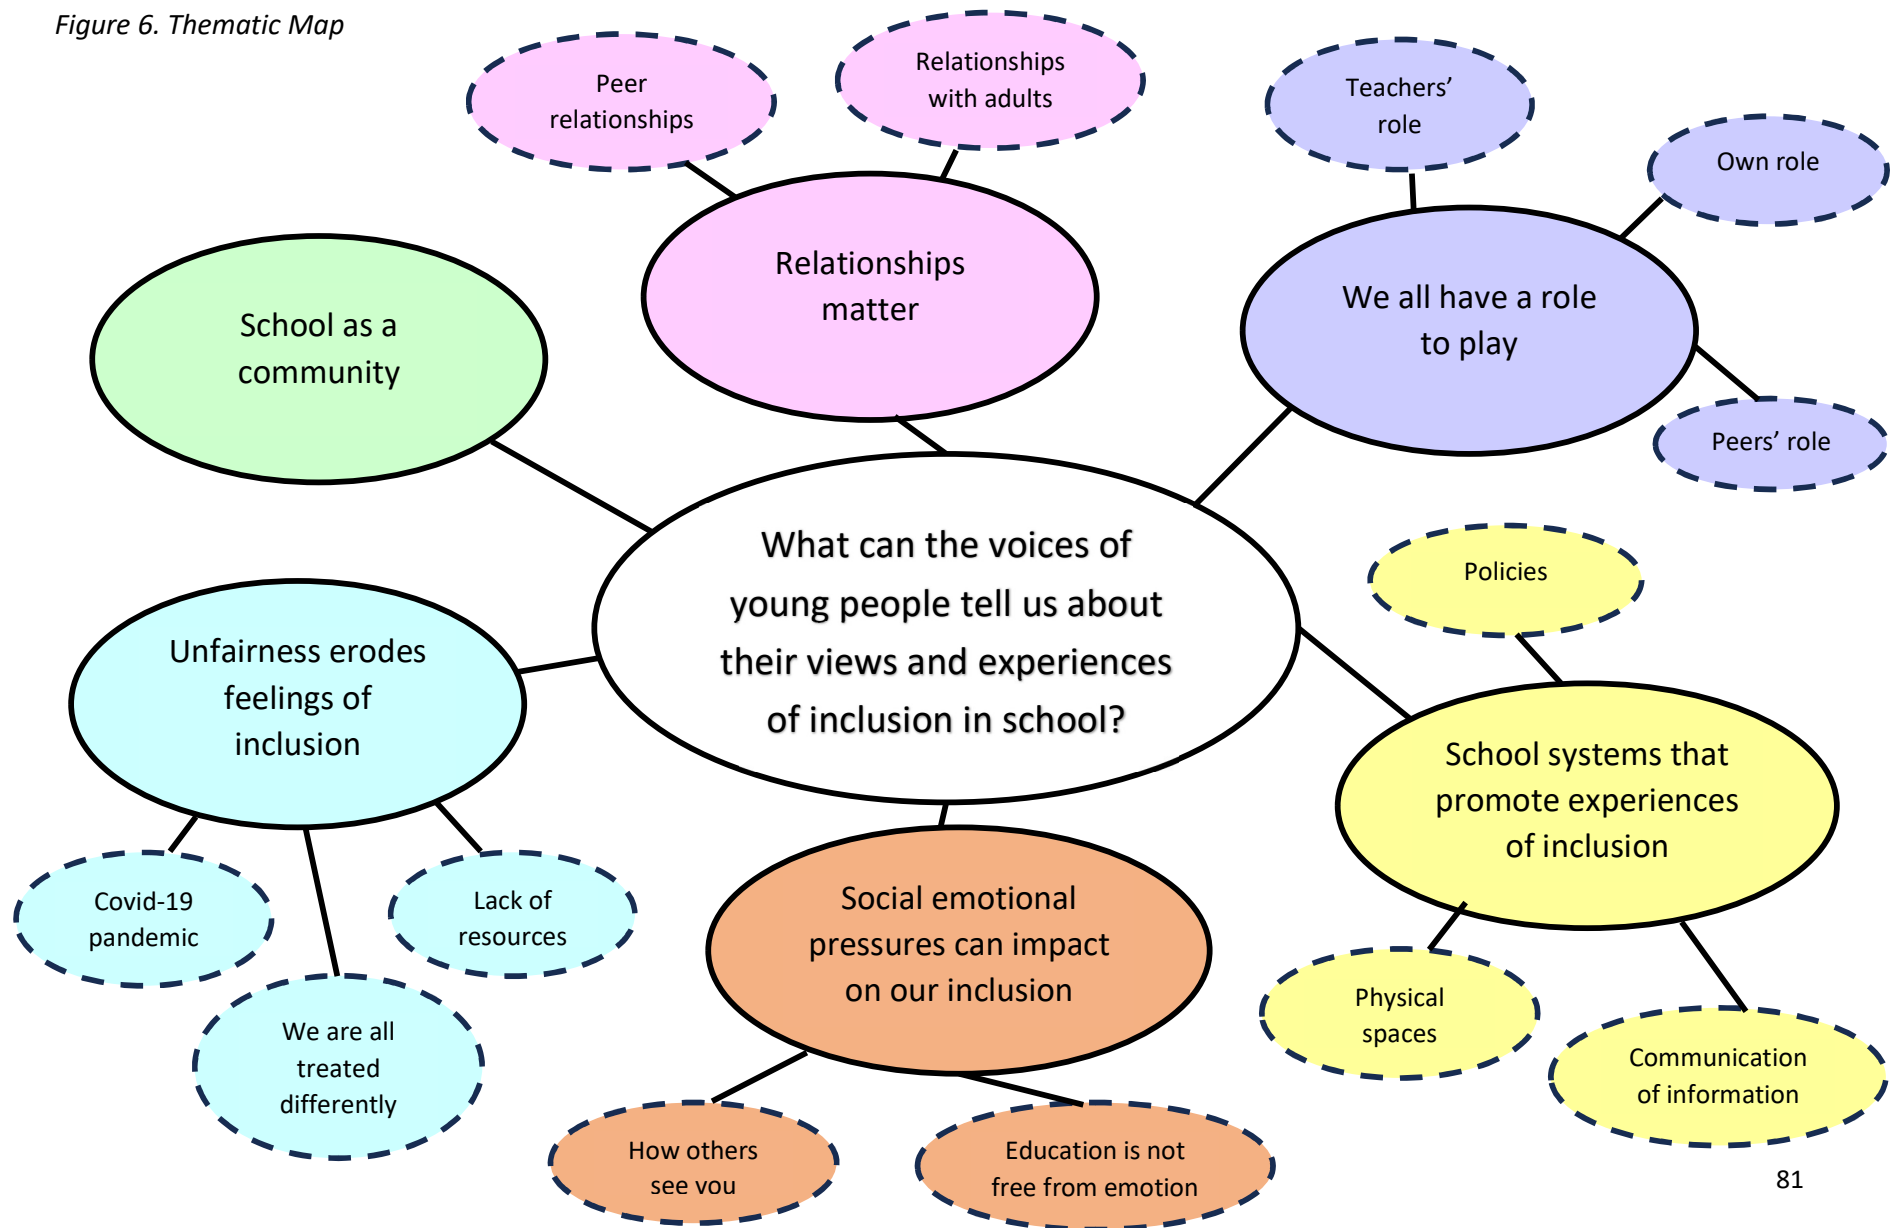 Figure 6. Thematic Map
Peer
relationships
Relationships
with adults
Teachers’
role
Own role
Relationships
matter
We all have a role
to play
School as a
community
Peers’ role
What can the voices of
young people tell us about
their views and experiences
of inclusion in school?
Policies
Unfairness erodes
feelings of
inclusion
School systems that
promote experiences
of inclusion
Covid-19
pandemic
Lack of
resources
We are all
treated
differently
Social emotional
pressures can impact
on our inclusion
Physical
spaces
Communication
of information
How others
see you
Education is not
free from emotion
81